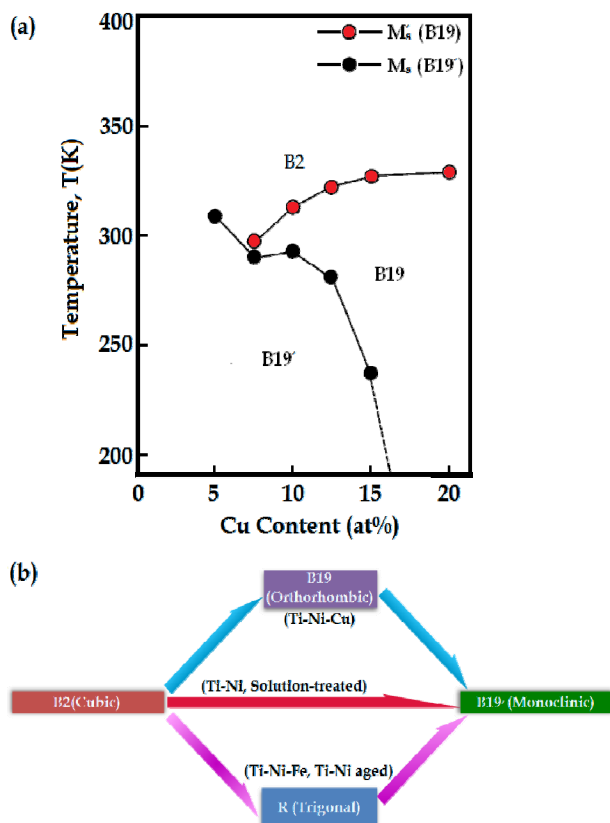 (a)
400
350
300
250
200
Temperature, T(K)
Ḿs (B19)
Ms (B19′)
B2
B19
B19′
0
5
10
15
20
Cu Content (at%)
(b)
B19
(Orthorhombic)
(Ti-Ni-Cu)
(Ti-Ni, Solution-treated)
B2(Cubic)
B19′ (Monoclinic)
(Ti-Ni-Fe, Ti-Ni aged)
R (Trigonal)